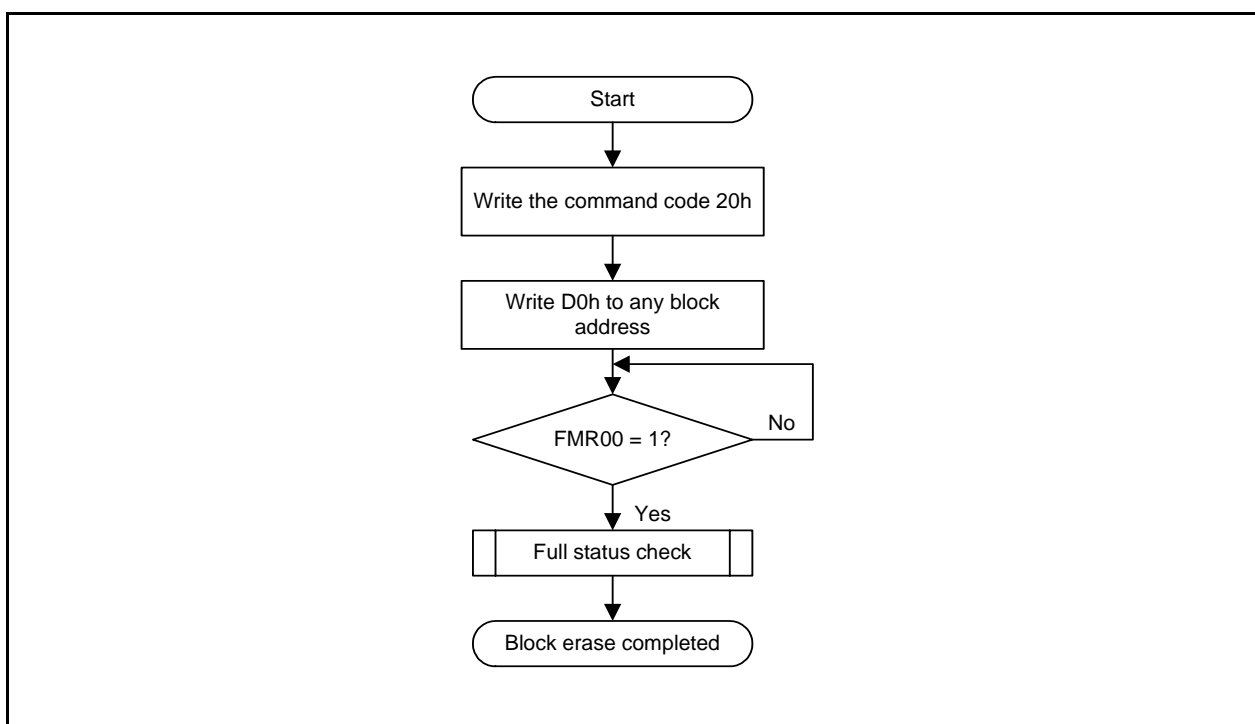 Start
Write the command code 20h
Write D0h to any block
address
FMR00 = 1?
No
Yes
Full status check
Block erase completed